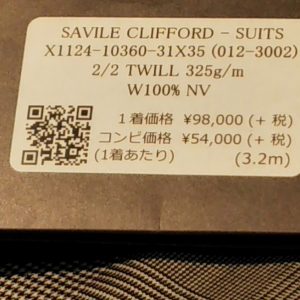 SAVILE CLIFFORD - SUITS
X1124-10360-31X35 (012-3002)
2/2 TWILL 325g/m
W100% NV
1着価格 ¥98,000 (+ 税)
コンビ価格 ¥54,000 (+ 税)
(1着あたり) (3.2m)